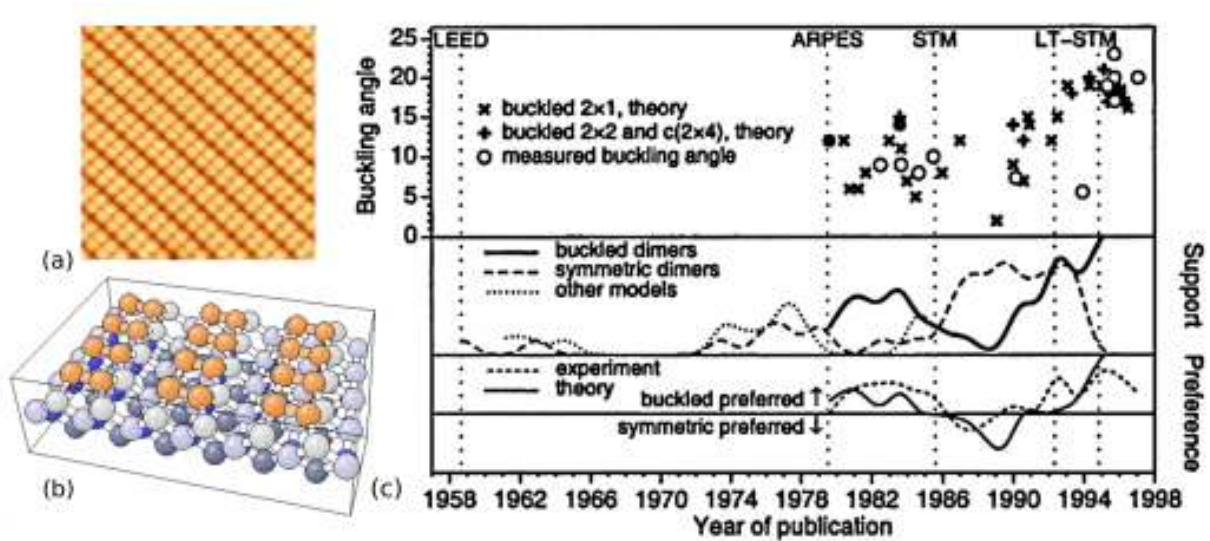 (a)
(b)
(c)
Buckling angle
25
20
15
10
5
0
LEED
ARPES
STM
LT-STM
buckled 2×1, theory
buckled 2×2 and c(2×4), theory
measured buckling angle
buckled dimers
symmetric dimers
other models
Support
experiment
theory
buckled preferred ↑
symmetric preferred ↓
Preference
1958 1962 1966 1970 1974 1978 1982 1986 1990 1994 1998
Year of publication